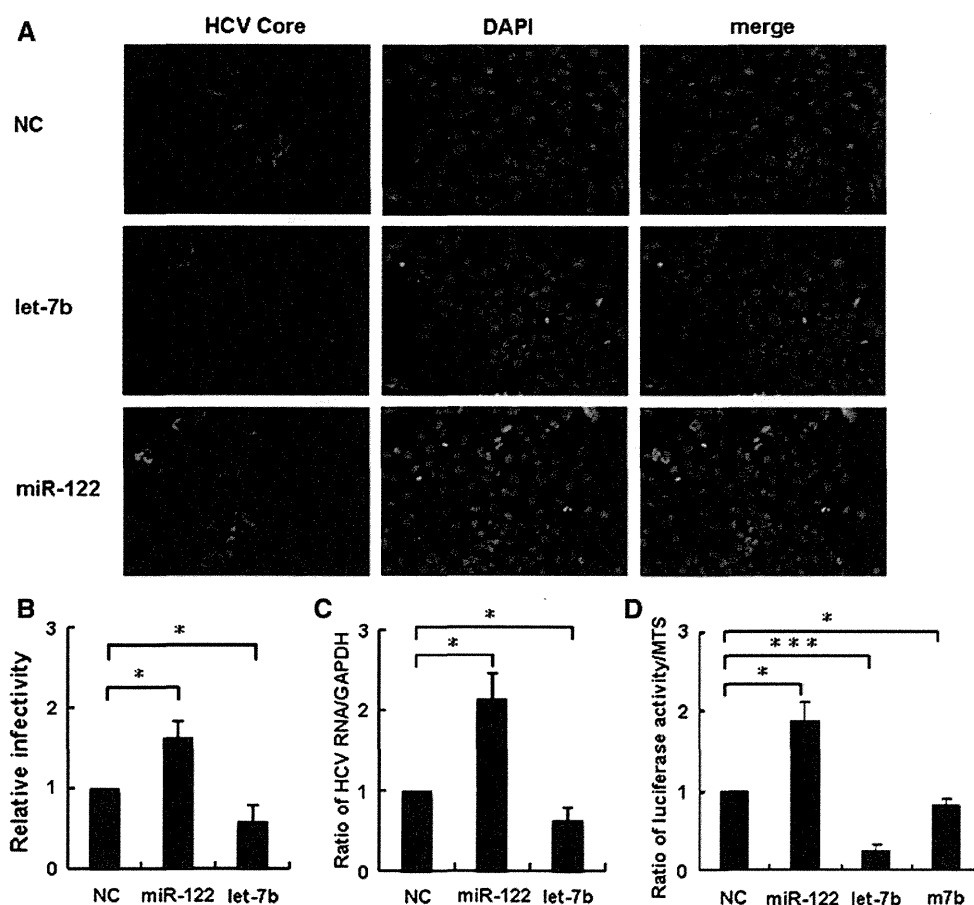 A
HCV Core DAPI merge
NC
let-7b
miR-122
B
Relative infectivity
3
2
1
0
*
*
NC miR-122 let-7b
C
Ratio of HCV RNA/GAPDH
3
2
1
0
*
*
NC miR-122 let-7b
D
Ratio of luciferase activity/MTS
3
2
1
0
*
***
*
NC miR-122 let-7b m7b